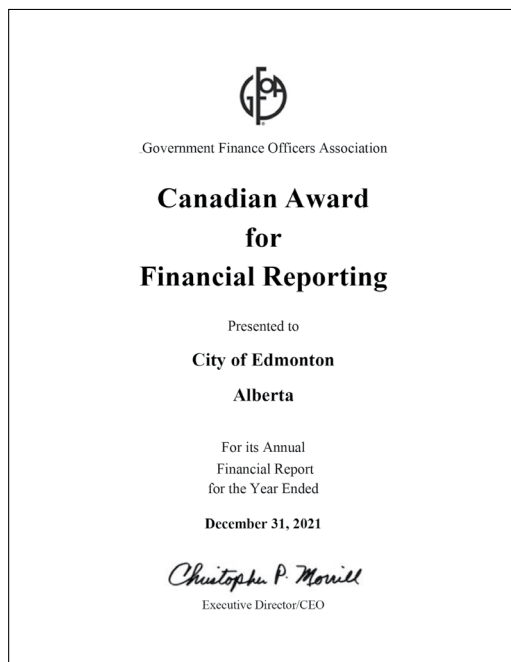 GFOA
Government Finance Officers Association
Canadian Award
for
Financial Reporting
Presented to
City of Edmonton
Alberta
For its Annual
Financial Report
for the Year Ended
December 31, 2021
Christopher P. Morrill
Executive Director/CEO